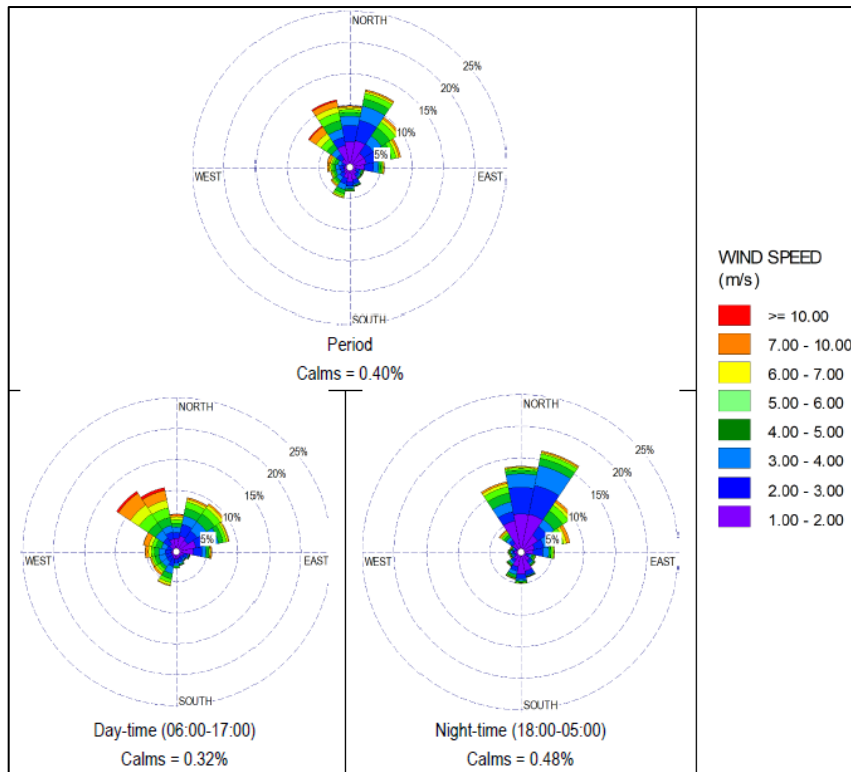 NORTH
25%
20%
15%
10%
5%
WEST
EAST
SOUTH
Period
Calms = 0.40%
NORTH
25%
20%
15%
10%
5%
WEST
EAST
SOUTH
Day-time (06:00-17:00)
Calms = 0.32%
NORTH
25%
20%
15%
10%
5%
WEST
EAST
SOUTH
Night-time (18:00-05:00)
Calms = 0.48%
WIND SPEED
(m/s)
>= 10.00
7.00 - 10.00
6.00 - 7.00
5.00 - 6.00
4.00 - 5.00
3.00 - 4.00
2.00 - 3.00
1.00 - 2.00